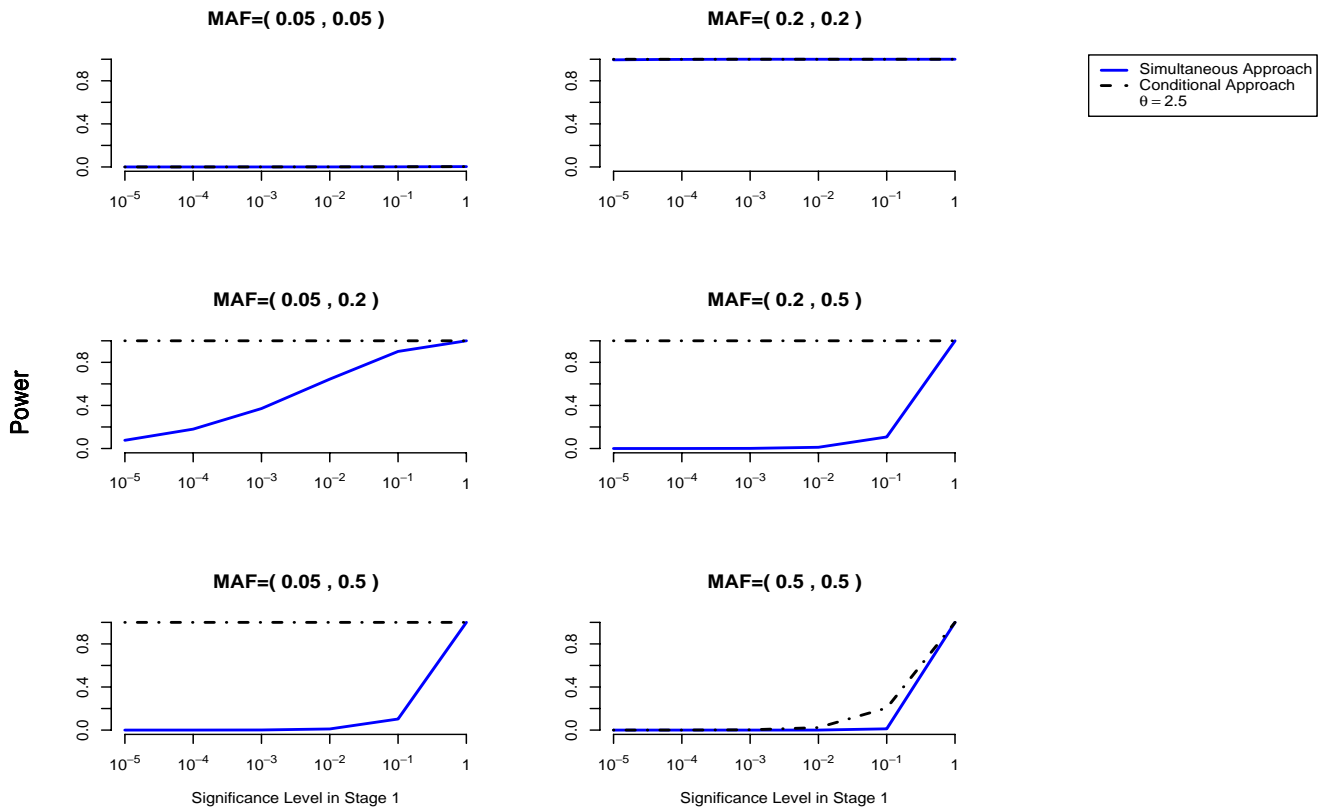 MAF=( 0.05 , 0.05 )
0.0 0.4 0.8
10−5 10−4 10−3 10−2 10−1 1
MAF=( 0.2 , 0.2 )
0.0 0.4 0.8
10−5 10−4 10−3 10−2 10−1 1
Simultaneous Approach
Conditional Approach
θ = 2.5
Power
MAF=( 0.05 , 0.2 )
0.0 0.4 0.8
10−5 10−4 10−3 10−2 10−1 1
MAF=( 0.2 , 0.5 )
0.0 0.4 0.8
10−5 10−4 10−3 10−2 10−1 1
MAF=( 0.05 , 0.5 )
0.0 0.4 0.8
10−5 10−4 10−3 10−2 10−1 1
Significance Level in Stage 1
MAF=( 0.5 , 0.5 )
0.0 0.4 0.8
10−5 10−4 10−3 10−2 10−1 1
Significance Level in Stage 1